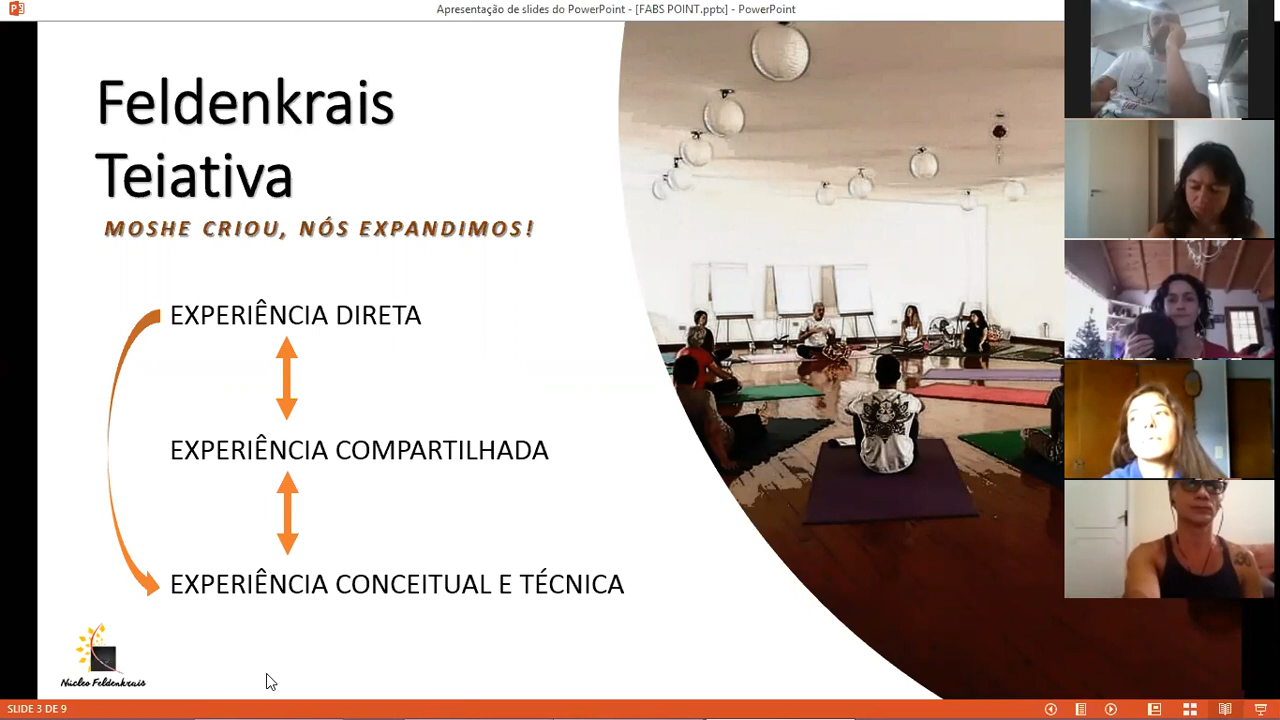 Apresentação de slides do PowerPoint - [FABS POINT.pptx] - PowerPoint
Feldenkrais
Teiativa
MOSHE CRIOU, NÓS EXPANDIMOS!
EXPERIÊNCIA DIRETA
EXPERIÊNCIA COMPARTILHADA
EXPERIÊNCIA CONCEITUAL E TÉCNICA
Núcleo Feldenkrais
SLIDE 3 DE 9